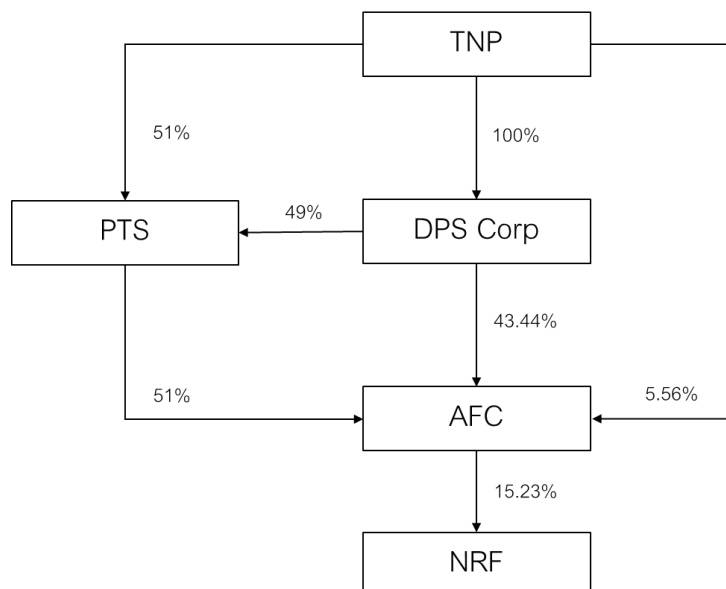 TNP
51%
100%
PTS
49%
DPS Corp
43.44%
51%
AFC
5.56%
15.23%
NRF